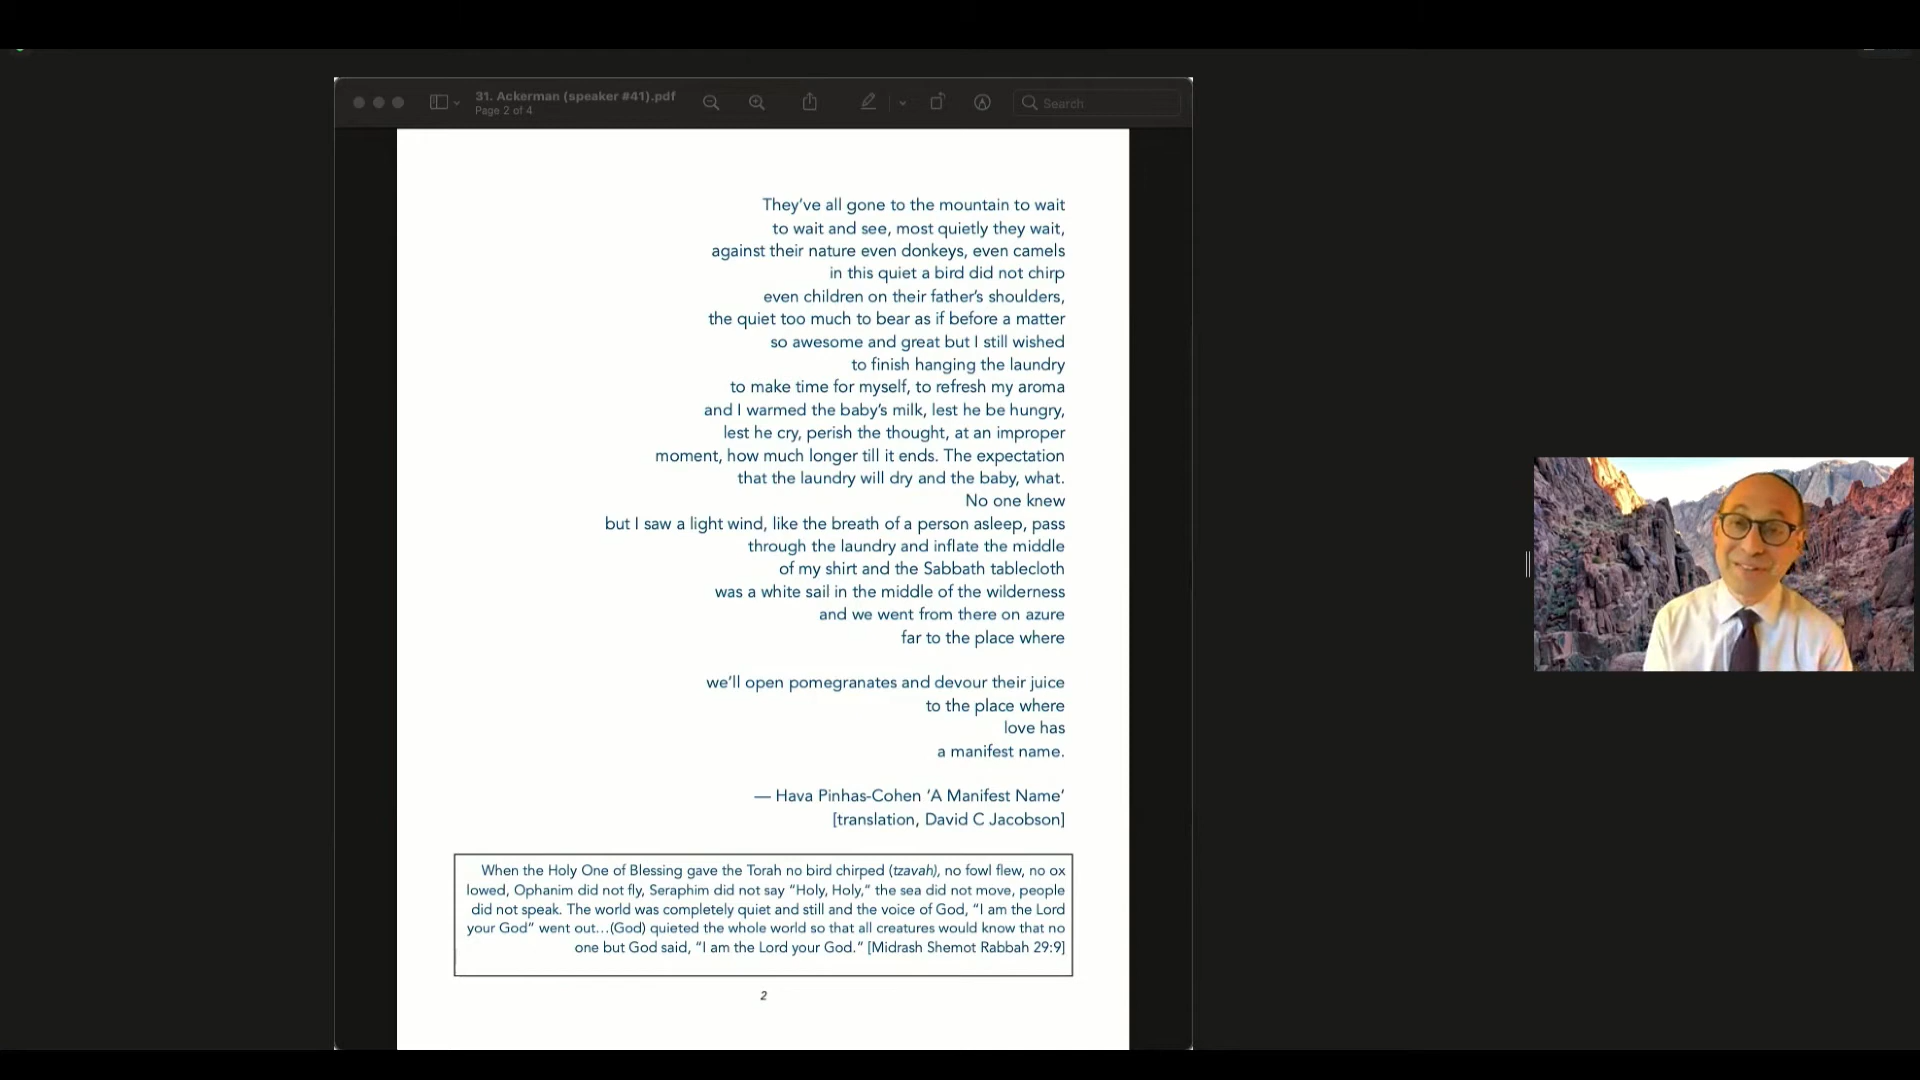 31. Ackerman (speaker #41).pdf
Page 2 of 4
Search
They’ve all gone to the mountain to wait
to wait and see, most quietly they wait,
against their nature even donkeys, even camels
in this quiet a bird did not chirp
even children on their father’s shoulders,
the quiet too much to bear as if before a matter
so awesome and great but I still wished
to finish hanging the laundry
to make time for myself, to refresh my aroma
and I warmed the baby’s milk, lest he be hungry,
lest he cry, perish the thought, at an improper
moment, how much longer till it ends. The expectation
that the laundry will dry and the baby, what.
No one knew
but I saw a light wind, like the breath of a person asleep, pass
through the laundry and inflate the middle
of my shirt and the Sabbath tablecloth
was a white sail in the middle of the wilderness
and we went from there on azure
far to the place where
we’ll open pomegranates and devour their juice
to the place where
love has
a manifest name.
— Hava Pinhas-Cohen ‘A Manifest Name’
[translation, David C Jacobson]
When the Holy One of Blessing gave the Torah no bird chirped (tzavah), no fowl flew, no ox
lowed, Ophanim did not fly, Seraphim did not say “Holy, Holy,“ the sea did not move, people
did not speak. The world was completely quiet and still and the voice of God, “I am the Lord
your God” went out…(God) quieted the whole world so that all creatures would know that no
one but God said, “I am the Lord your God.” [Midrash Shemot Rabbah 29:9]
2